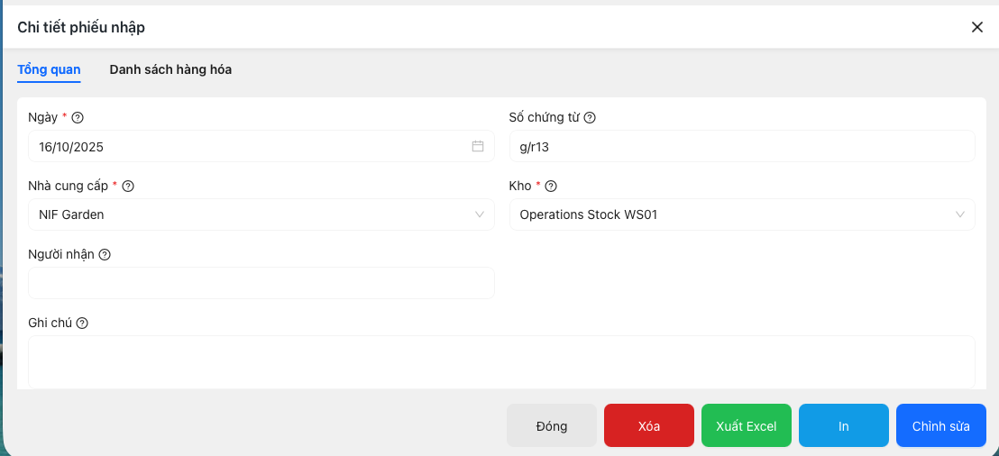 Chi tiết phiếu nhập
Tổng quan Danh sách hàng hóa
Ngày * Số chứng từ
16/10/2025 g/r13
Nhà cung cấp * Kho *
NIF Garden Operations Stock WS01
Người nhận
Ghi chú
Đóng Xóa Xuất Excel In Chỉnh sửa